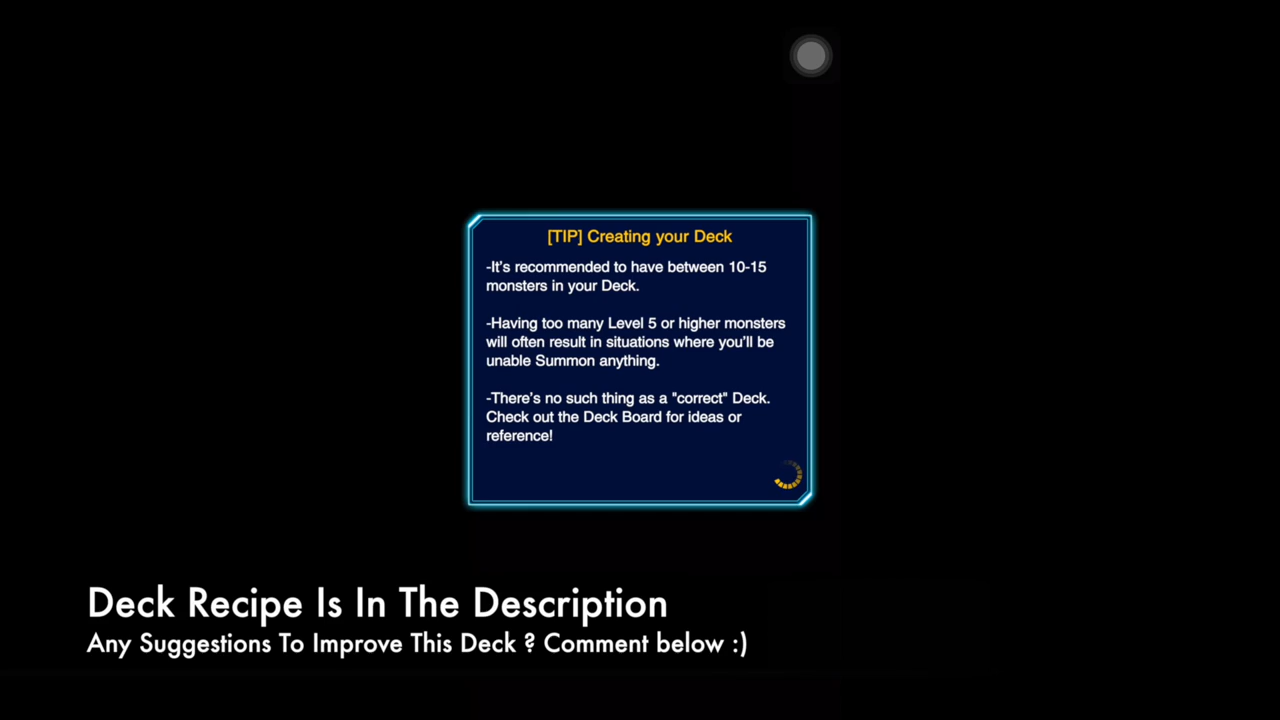 [TIP] Creating your Deck
-It's recommended to have between 10-15
monsters in your Deck.
-Having too many Level 5 or higher monsters
will often result in situations where you'll be
unable Summon anything.
-There's no such thing as a "correct" Deck.
Check out the Deck Board for ideas or
reference!
Deck Recipe Is In The Description
Any Suggestions To Improve This Deck ? Comment below :)